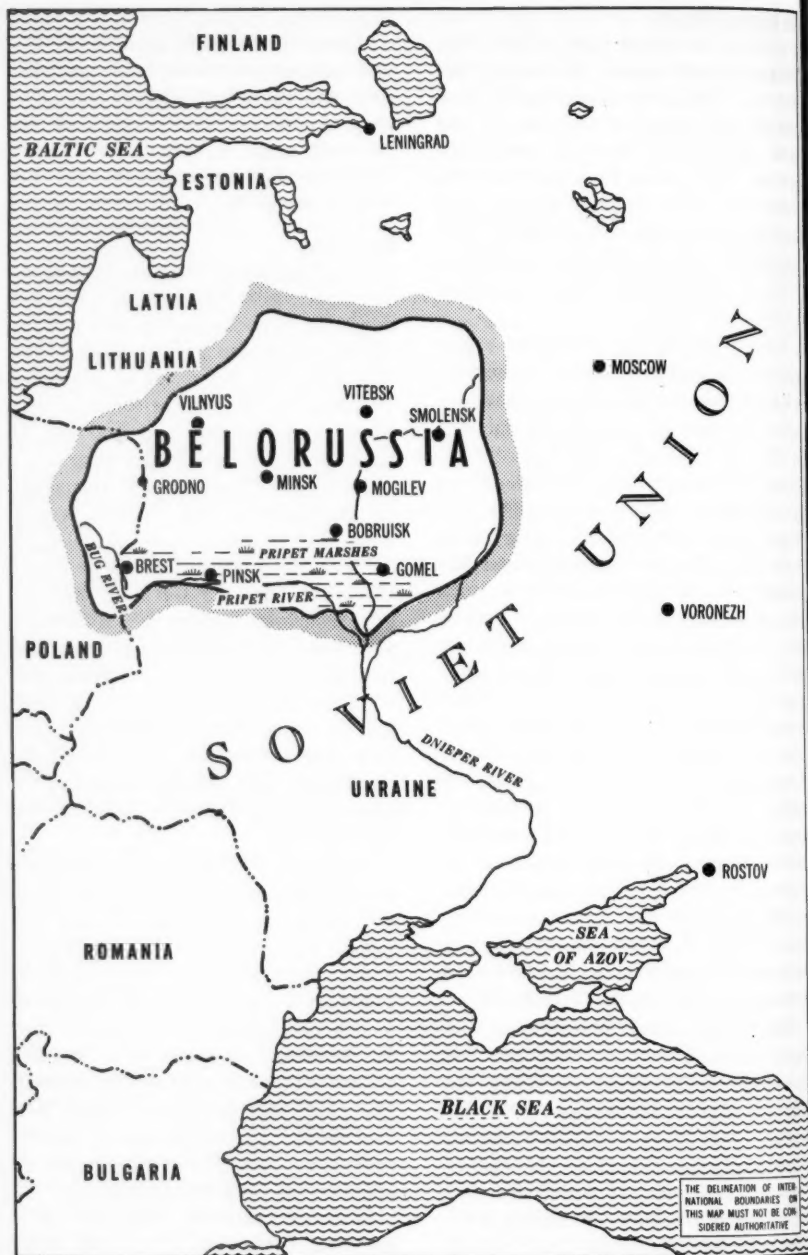 FINLAND
BALTIC SEA
LENINGRAD
ESTONIA
LATVIA
LITHUANIA
MOSCOW
VITEBSK
VILNYUS
SMOLENSK
BELORUSSIA
GRODNO
MINSK
MOGILEV
BOBRUISK
PRIPET MARSHES
BUG RIVER
BREST
PINSK
GOMEL
PRIPET RIVER
VORONEZH
POLAND
SOVIET UNION
DNIEPER RIVER
UKRAINE
ROSTOV
ROMANIA
SEA
OF AZOV
BLACK SEA
BULGARIA
THE DELINEATION OF INTER-
NATIONAL BOUNDARIES ON
THIS MAP MUST NOT BE CON-
SIDERED AUTHORITATIVE